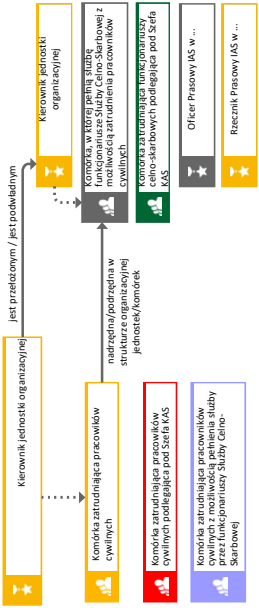 Kierownik jednostki organizacyjnej
jest przełożonym / jest podwładnym
Kierownik jednostki
organizacyjnej
Komórka zatrudniająca pracowików
cywilnych
nadrzędna/podrzędna w
strukturze organizacyjnej
jednostek/komórek
Komórka, w której pełnią służbę
funkcjonariusze Służby Celno-Skarbowej z
możliwością zatrudnienia pracowników
cywilnych
Komórka zatrudniająca pracowików
cywilnych podlegająca pod Szefa KAS
Komórka zatrudniająca funkcjonariuszy
celno-skarbowych podlegająca pod Szefa
KAS
Komórka zatrudniająca pracowników
cywilnych z możliwością pełnienia służby
przez funkcjonariuszy Służby Celno-
Skarbowej
Oficer Prasowy IAS w ...
Rzecznik Prasowy IAS w ...